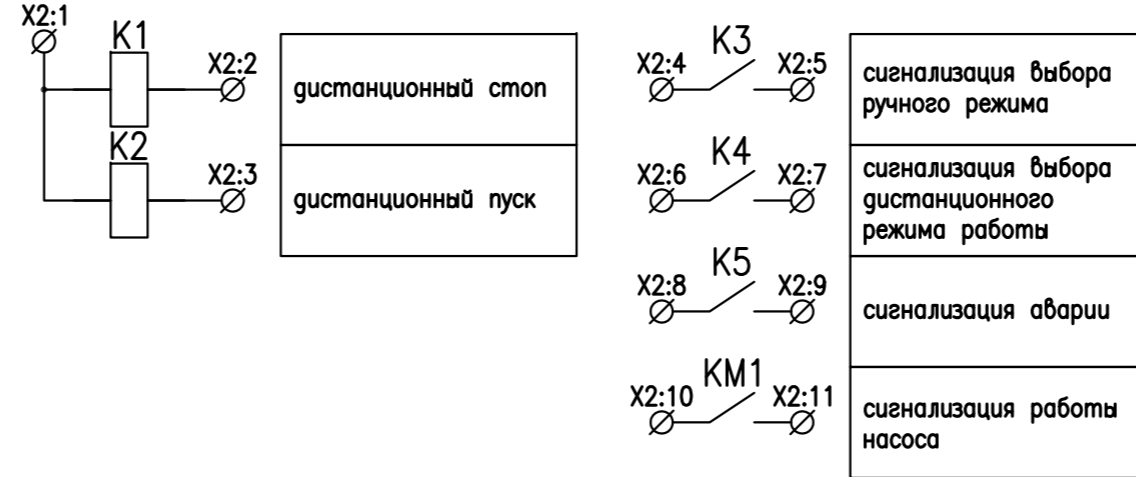 X2:1
K1
X2:2
дистанционный стоп
K2
X2:3
дистанционный пуск
K3
X2:4
X2:5
сигнализация выбора
ручного режима
K4
X2:6
X2:7
сигнализация выбора
дистанционного
режима работы
K5
X2:8
X2:9
сигнализация аварии
KM1
X2:10
X2:11
сигнализация работы
насоса